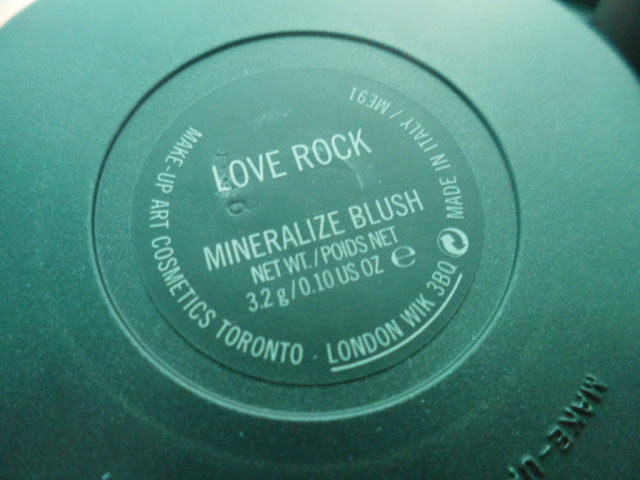 LOVE ROCK
MINERALIZE BLUSH
NET WT./POIDS NET
3.2 g/0.10 US OZ e
MAKE-UP ART COSMETICS TORONTO · LONDON WIK 3BQ MADE IN ITALY / ME91
MAKE-UP